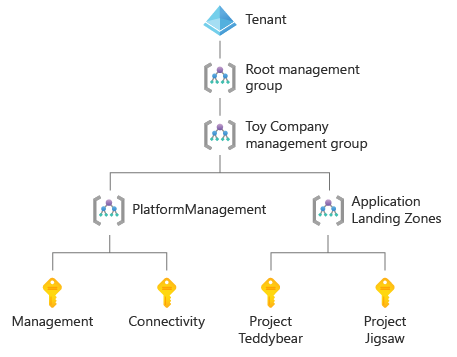 Tenant
Root management
group
Toy Company
management group
PlatformManagement
Application
Landing Zones
Management
Connectivity
Project
Teddybear
Project
Jigsaw